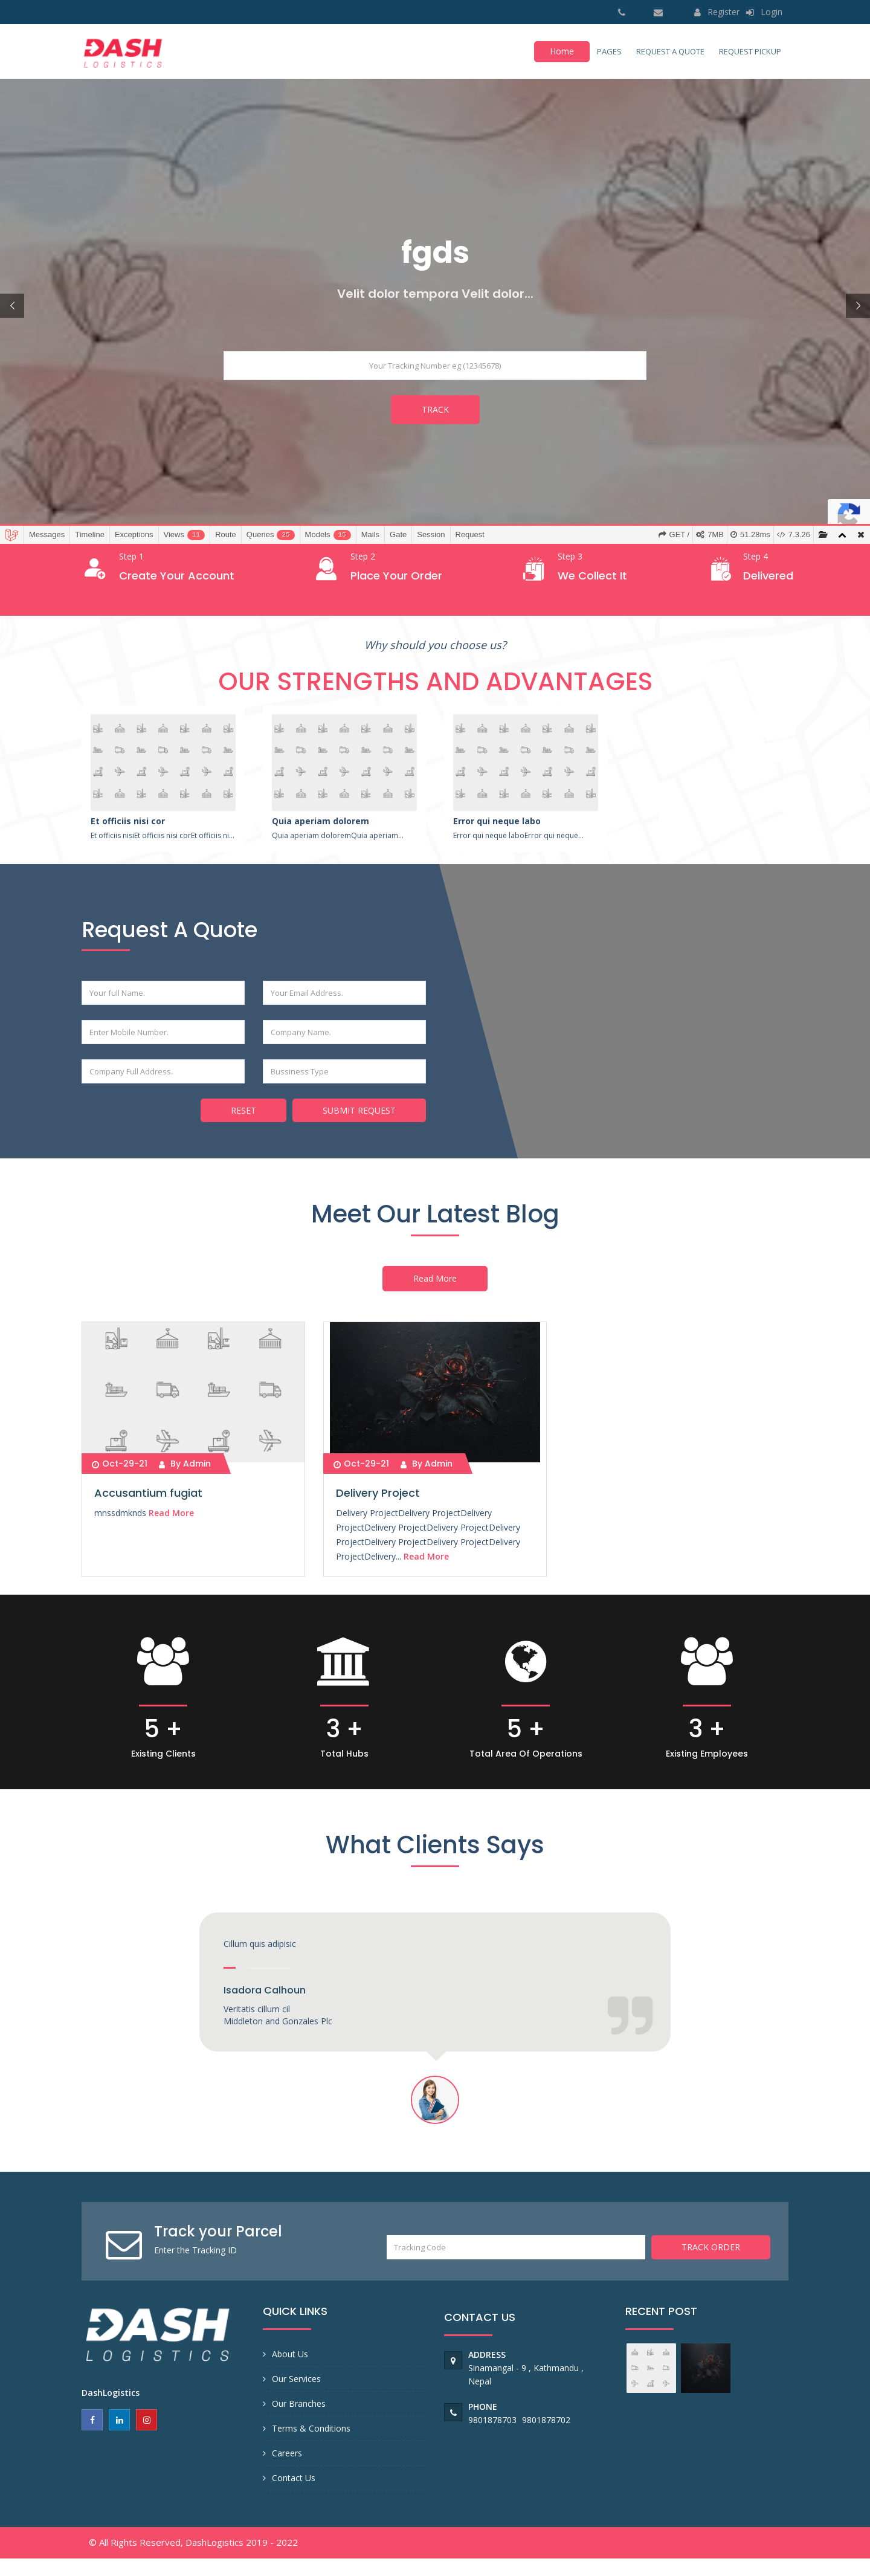 Register Login
DASH
LOGISTICS
Home PAGES REQUEST A QUOTE REQUEST PICKUP
fgds
Velit dolor tempora Velit dolor...
Your Tracking Number eg (12345678)
TRACK
Messages Timeline Exceptions Views 11 Route Queries 25 Models 15 Mails Gate Session Request GET / 7MB 51.28ms 7.3.26
Step 1
Create Your Account
Step 2
Place Your Order
Step 3
We Collect It
Step 4
Delivered
Why should you choose us?
OUR STRENGTHS AND ADVANTAGES
Et officiis nisi cor
Et officiis nisiEt officiis nisi corEt officiis ni...
Quia aperiam dolorem
Quia aperiam doloremQuia aperiam...
Error qui neque labo
Error qui neque laboError qui neque...
Request A Quote
Your full Name.
Your Email Address..
Enter Mobile Number.
Company Name.
Company Full Address.
Bussiness Type
RESET
SUBMIT REQUEST
Meet Our Latest Blog
Read More
Oct-29-21 By Admin
Accusantium fugiat
mnssdmknds Read More
Oct-29-21 By Admin
Delivery Project
Delivery ProjectDelivery ProjectDelivery
ProjectDelivery ProjectDelivery ProjectDelivery
ProjectDelivery ProjectDelivery ProjectDelivery
ProjectDelivery... Read More
5 +
Existing Clients
3 +
Total Hubs
5 +
Total Area Of Operations
3 +
Existing Employees
What Clients Says
Cillum quis adipisic
Isadora Calhoun
Veritatis cillum cil
Middleton and Gonzales Plc
Track your Parcel
Enter the Tracking ID
Tracking Code
TRACK ORDER
DASH
LOGISTICS
DashLogistics
QUICK LINKS
About Us
Our Services
Our Branches
Terms & Conditions
Careers
Contact Us
CONTACT US
ADDRESS
Sinamangal - 9 , Kathmandu ,
Nepal
PHONE
9801878703 9801878702
RECENT POST
© All Rights Reserved, DashLogistics 2019 - 2022